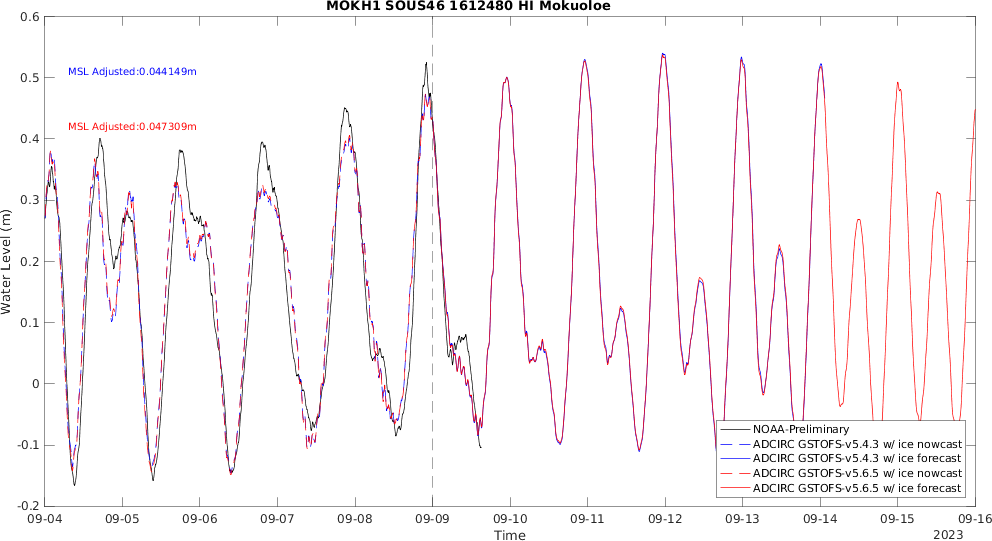 MOKH1 SOUS46 1612480 HI Mokuoloe
MSL Adjusted:0.044149m
MSL Adjusted:0.047309m
Water Level (m)
0.6
0.5
0.4
0.3
0.2
0.1
0
-0.1
-0.2
NOAA-Preliminary
ADCIRC GSTOFS-v5.4.3 w/ ice nowcast
ADCIRC GSTOFS-v5.4.3 w/ ice forecast
ADCIRC GSTOFS-v5.6.5 w/ ice nowcast
ADCIRC GSTOFS-v5.6.5 w/ ice forecast
09-04 09-05 09-06 09-07 09-08 09-09 09-10 09-11 09-12 09-13 09-14 09-15 09-16
Time
2023